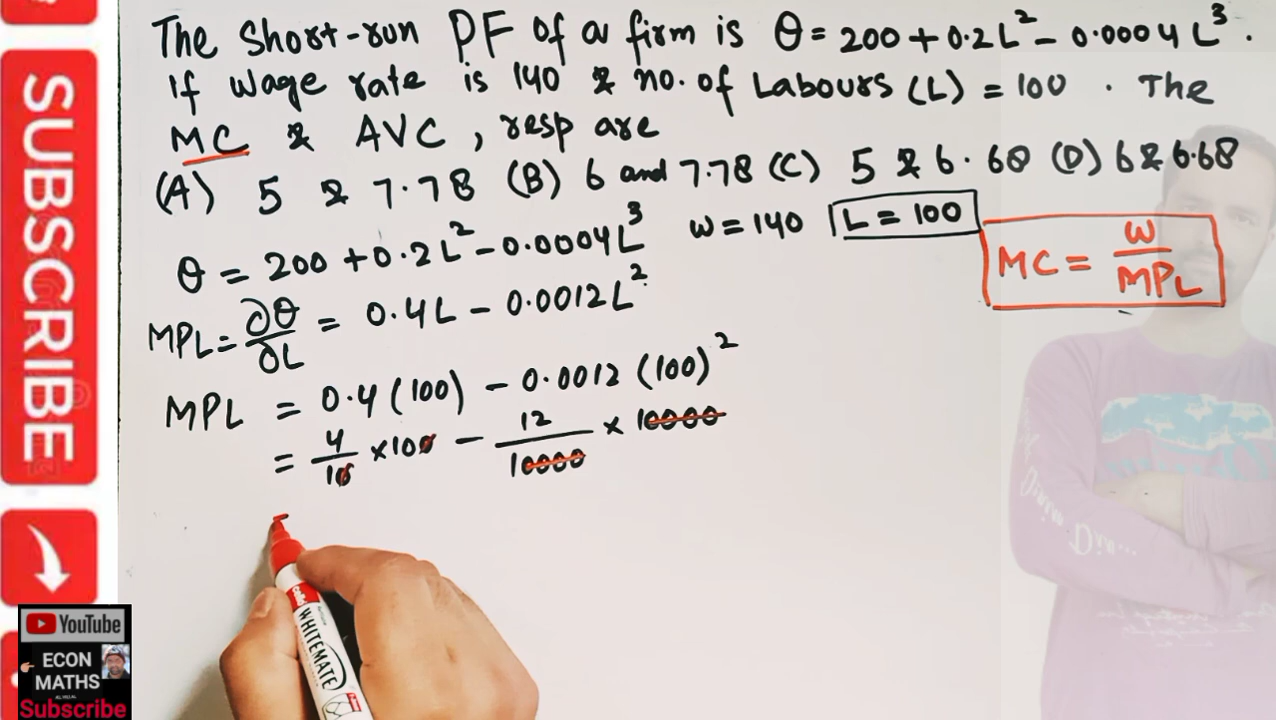 The Short-run PF of a firm is Q = 200 + 0.2L² - 0.0004L³.
If wage rate is 140 & no. of Labours (L) = 100. The
MC & AVC, resp are
(A) 5 & 7.78 (B) 6 and 7.78 (C) 5 & 6.68 (D) 6 & 6.68
Q = 200 + 0.2L² - 0.0004L³ w = 140 L = 100
MC = w/MPL
MPL = ∂Q/∂L = 0.4L - 0.0012L²
MPL = 0.4(100) - 0.0012(100)²
= 4/10 × 100 - 12/10000 × 10000
SUBSCRIBE
YouTube
ECON
MATHS
Subscribe
WHITEMATE